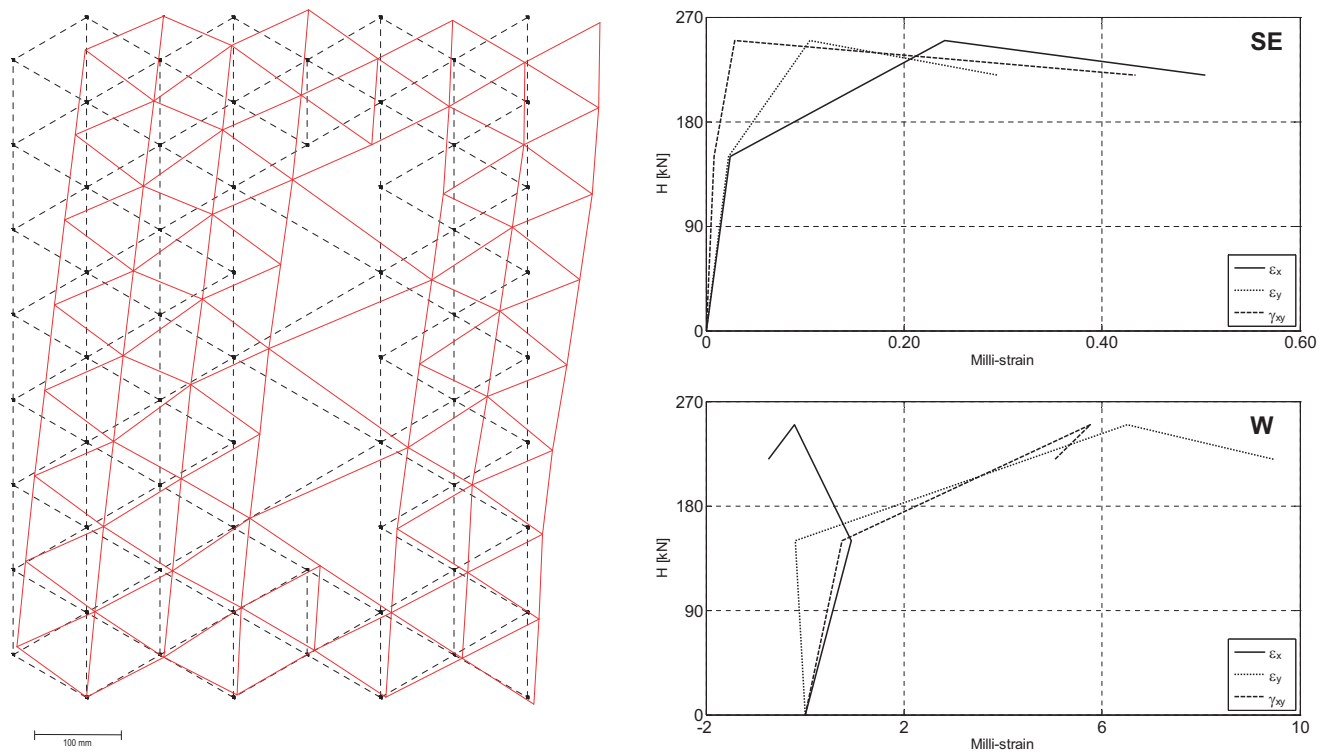 100 mm
SE
270
180
90
0
H [kN]
0
0.20
0.40
0.60
Milli-strain
εx
εy
γxy
W
270
180
90
0
H [kN]
-2
2
6
10
Milli-strain
εx
εy
γxy